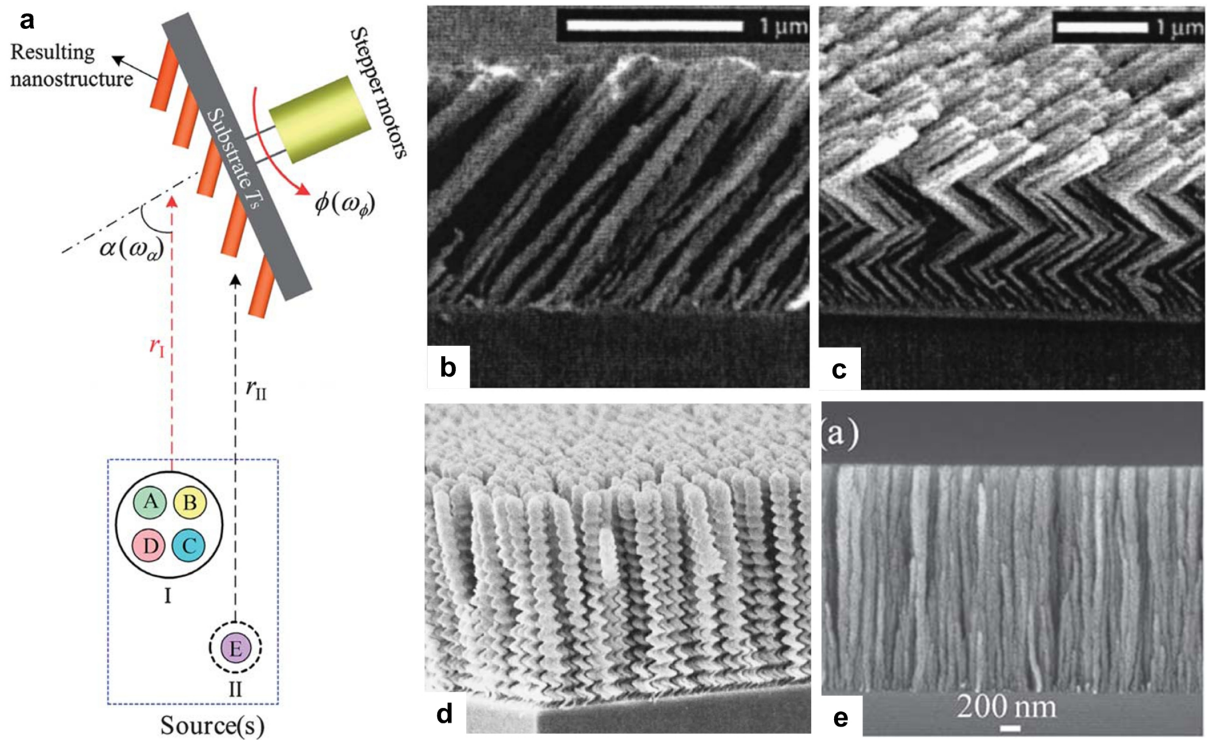 a
Resulting
nanostructure
Substrate Ts
Stepper motors
ϕ(ωϕ)
α(ωα)
rI
rII
A
B
D
C
I
E
II
Source(s)
1 μm
b
1 μm
c
d
(a)
200 nm
e